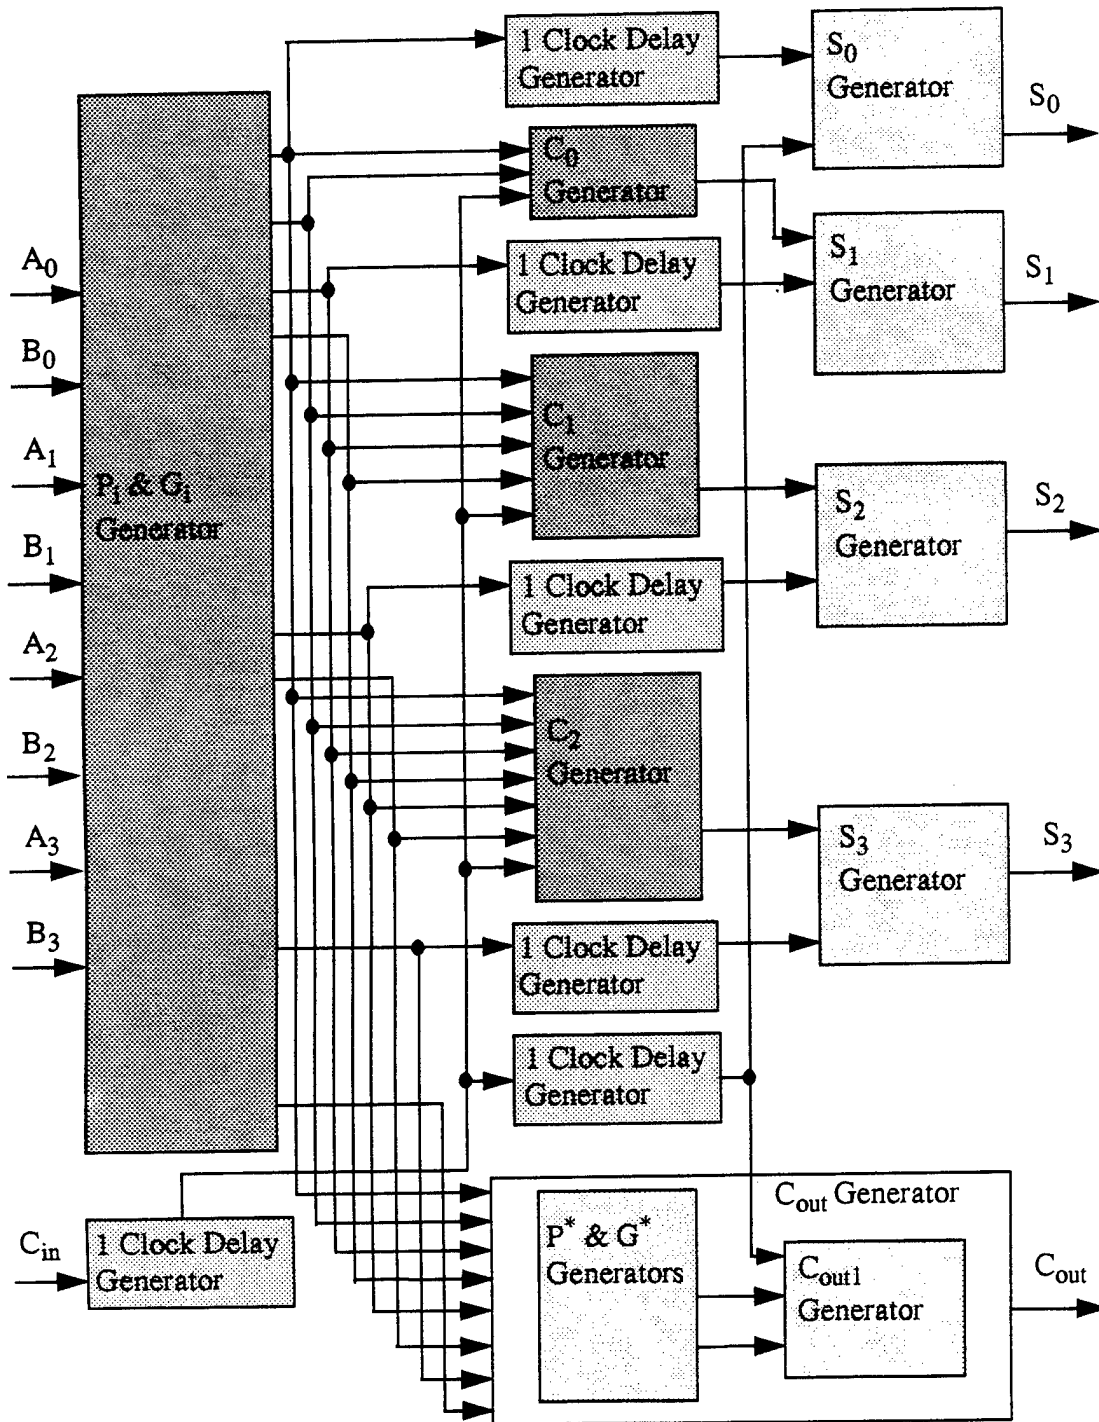 1 Clock Delay
Generator
S0
Generator
S0
C0
Generator
A0
1 Clock Delay
Generator
S1
Generator
S1
B0
C1
Generator
A1
Pi & Gi
Generator
S2
Generator
S2
B1
1 Clock Delay
Generator
A2
C2
Generator
B2
A3
S3
Generator
S3
B3
1 Clock Delay
Generator
1 Clock Delay
Generator
Cin
1 Clock Delay
Generator
Cout Generator
P* & G*
Generators
Cout1
Generator
Cout